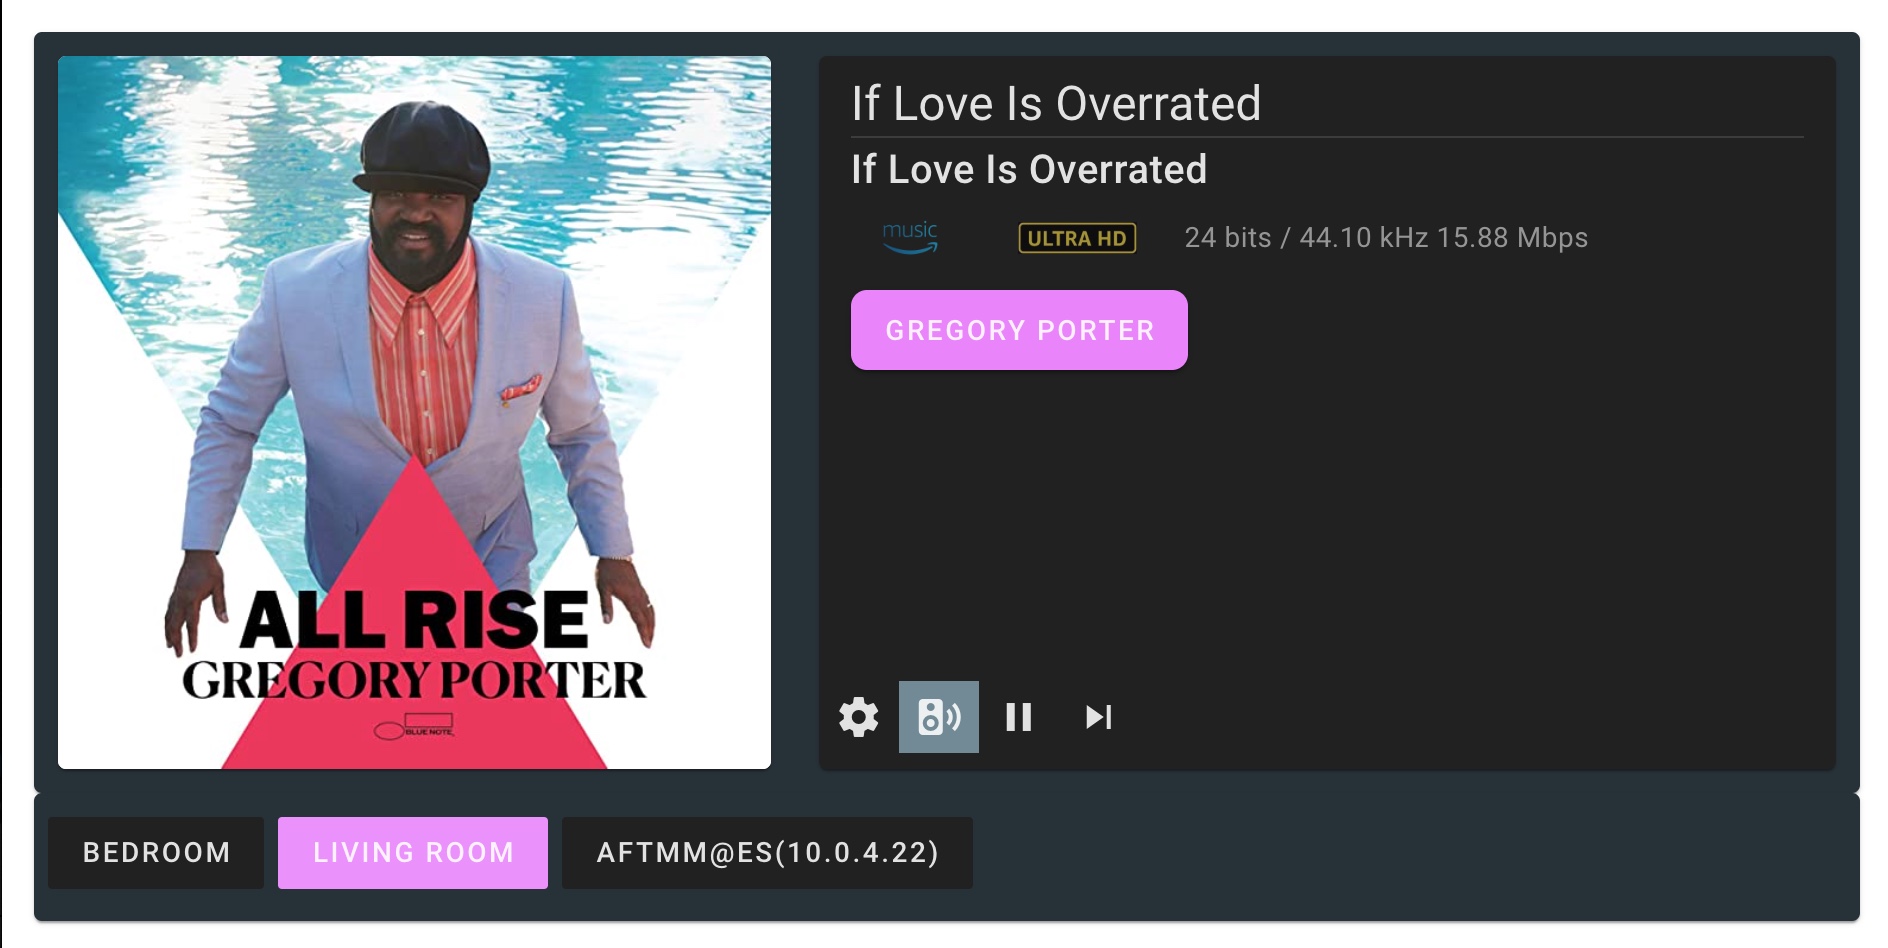 ALL RISE
GREGORY PORTER
BLUE NOTE
If Love Is Overrated
If Love Is Overrated
music
ULTRA HD
24 bits / 44.10 kHz 15.88 Mbps
GREGORY PORTER
BEDROOM
LIVING ROOM
AFTMM@ES(10.0.4.22)